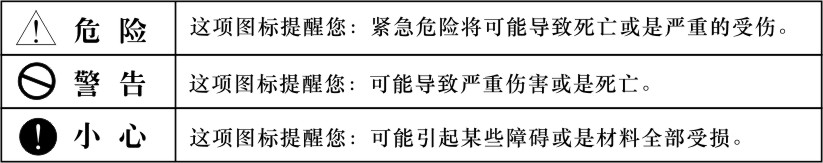 危险 这项图标提醒您：紧急危险将可能导致死亡或是严重的受伤。
警告 这项图标提醒您：可能导致严重伤害或是死亡。
小心 这项图标提醒您：可能引起某些障碍或是材料全部受损。